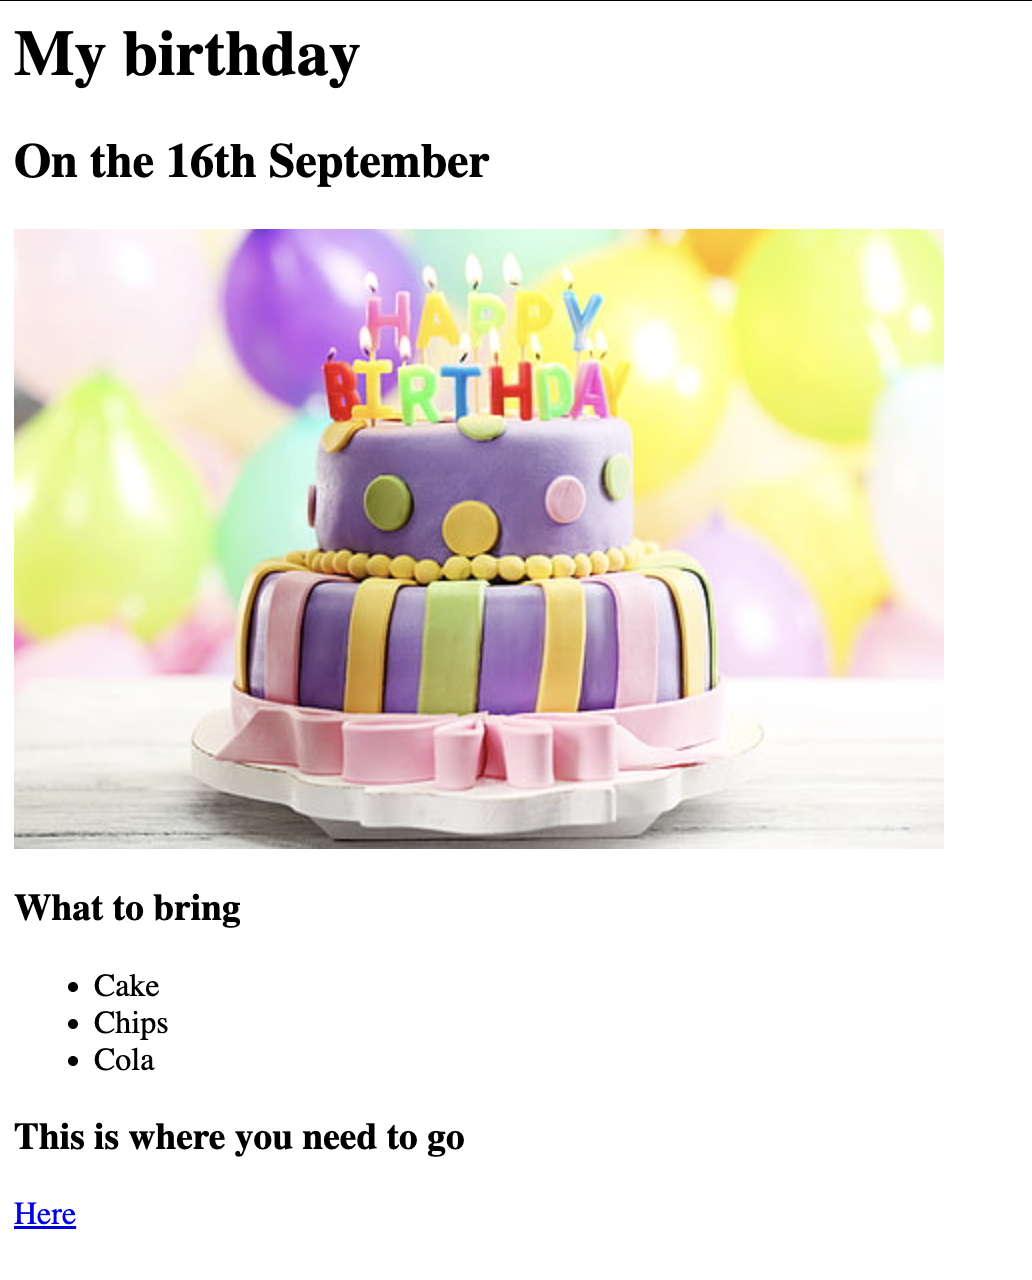 My birthday
On the 16th September
HAPPY
BIRTHDAY
What to bring
Cake
Chips
Cola
This is where you need to go
Here